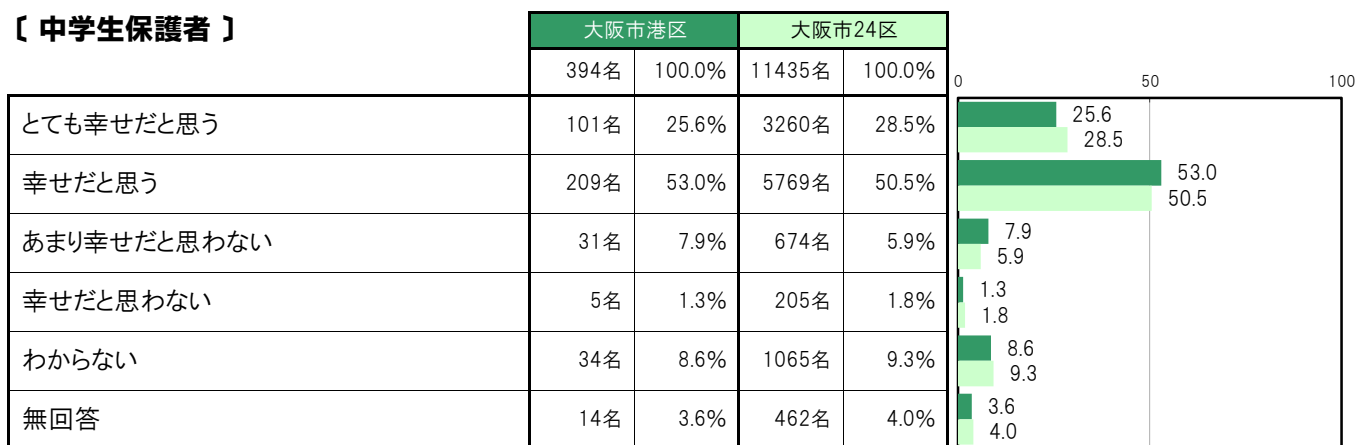 〔 中学生保護者 〕
大阪市港区 大阪市24区
394名 100.0% 11435名 100.0%
0 50 100
とても幸せだと思う 101名 25.6% 3260名 28.5%
25.6
28.5
幸せだと思う 209名 53.0% 5769名 50.5%
53.0
50.5
あまり幸せだと思わない 31名 7.9% 674名 5.9%
7.9
5.9
幸せだと思わない 5名 1.3% 205名 1.8%
1.3
1.8
わからない 34名 8.6% 1065名 9.3%
8.6
9.3
無回答 14名 3.6% 462名 4.0%
3.6
4.0